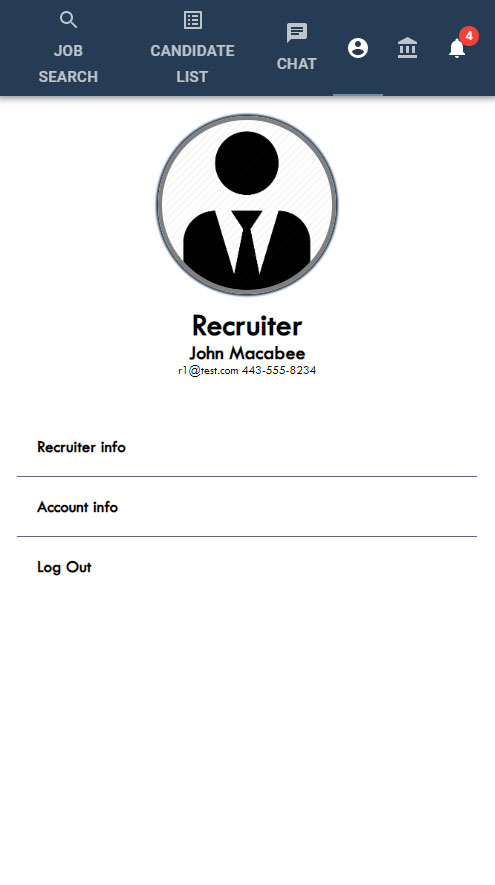 JOB
SEARCH
CANDIDATE
LIST
CHAT
4
Recruiter
John Macabee
r1@test.com 443-555-8234
Recruiter info
Account info
Log Out